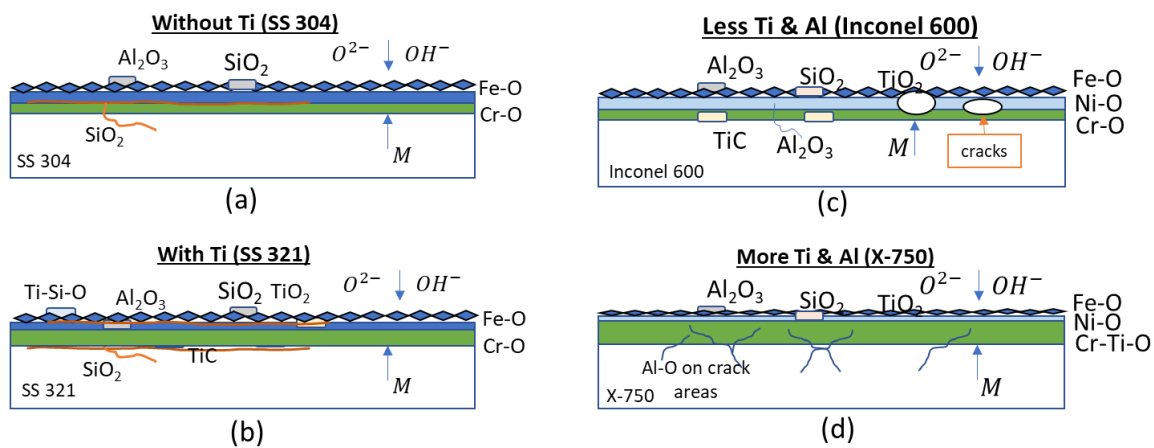 Without Ti (SS 304)
Al₂O₃
SiO₂
O²⁻ OH⁻
Fe-O
Cr-O
SiO₂
M
SS 304
(a)
With Ti (SS 321)
Ti-Si-O
Al₂O₃
SiO₂
TiO₂
O²⁻ OH⁻
Fe-O
Cr-O
SiO₂
TiC
M
SS 321
(b)
Less Ti & Al (Inconel 600)
Al₂O₃
SiO₂
TiO₂
O²⁻ OH⁻
Fe-O
Ni-O
Cr-O
TiC
Al₂O₃
M
cracks
Inconel 600
(c)
More Ti & Al (X-750)
Al₂O₃
SiO₂
TiO₂
O²⁻ OH⁻
Fe-O
Ni-O
Cr-Ti-O
Al-O on crack
areas
M
X-750
(d)